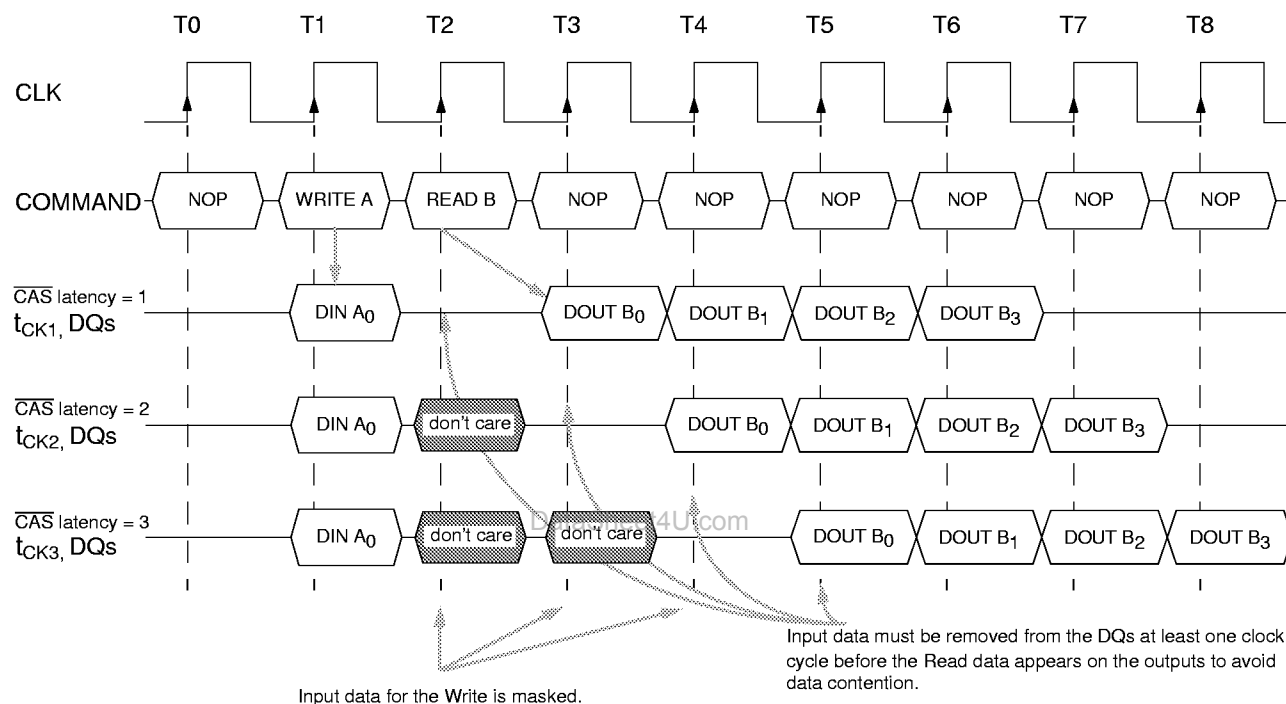 T0 T1 T2 T3 T4 T5 T6 T7 T8
CLK
COMMAND NOP WRITE A READ B NOP NOP NOP NOP NOP NOP
CAS latency = 1
tCK1, DQs DIN A0 DOUT B0 DOUT B1 DOUT B2 DOUT B3
CAS latency = 2
tCK2, DQs DIN A0 don't care DOUT B0 DOUT B1 DOUT B2 DOUT B3
CAS latency = 3
tCK3, DQs DIN A0 don't care don't care DOUT B0 DOUT B1 DOUT B2 DOUT B3
DataSheet4U.com
Input data must be removed from the DQs at least one clock
cycle before the Read data appears on the outputs to avoid
data contention.
Input data for the Write is masked.